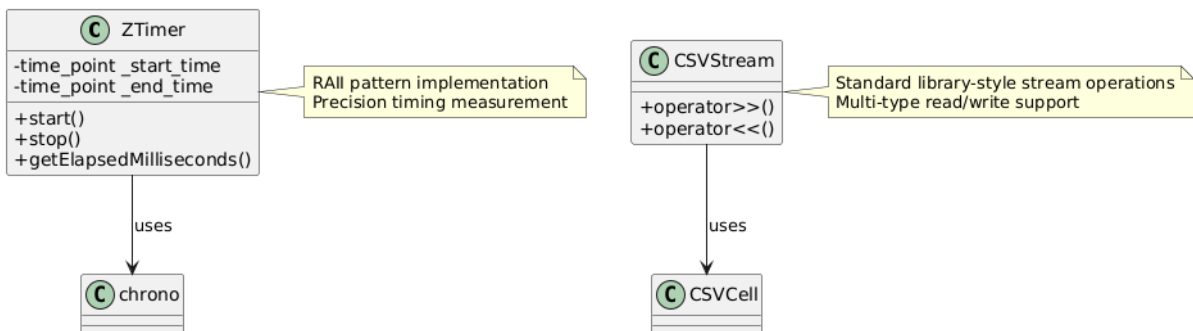 C ZTimer
-time_point _start_time
-time_point _end_time
+start()
+stop()
+getElapsedMilliseconds()
RAII pattern implementation
Precision timing measurement
uses
C chrono
C CSVStream
+operator>>()
+operator<<()
Standard library-style stream operations
Multi-type read/write support
uses
C CSVCell